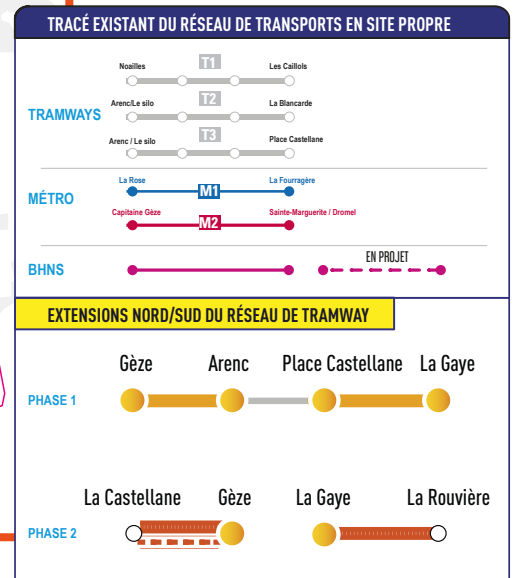 TRACÉ EXISTANT DU RÉSEAU DE TRANSPORTS EN SITE PROPRE
TRAMWAYS
Noailles T1 Les Caillols
Arenc/Le silo T2 La Blancarde
Arenc / Le silo T3 Place Castellane
MÉTRO
La Rose M1 La Fourragère
Capitaine Gèze M2 Sainte-Marguerite / Dromel
BHNS
EN PROJET
EXTENSIONS NORD/SUD DU RÉSEAU DE TRAMWAY
Gèze Arenc Place Castellane La Gaye
PHASE 1
La Castellane Gèze La Gaye La Rouvière
PHASE 2